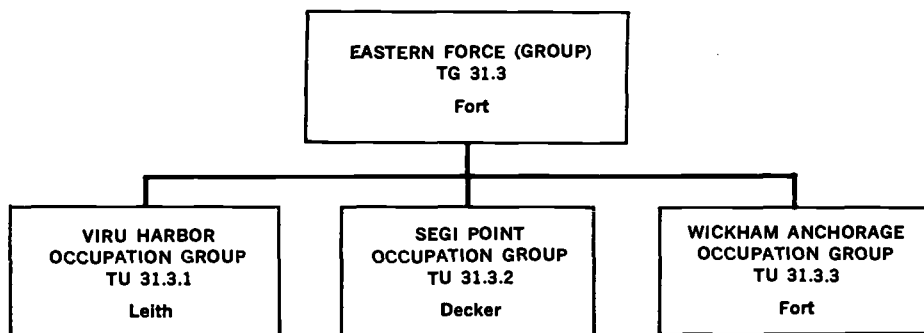 EASTERN FORCE (GROUP)
TG 31.3
Fort
VIRU HARBOR
OCCUPATION GROUP
TU 31.3.1
Leith
SEGI POINT
OCCUPATION GROUP
TU 31.3.2
Decker
WICKHAM ANCHORAGE
OCCUPATION GROUP
TU 31.3.3
Fort